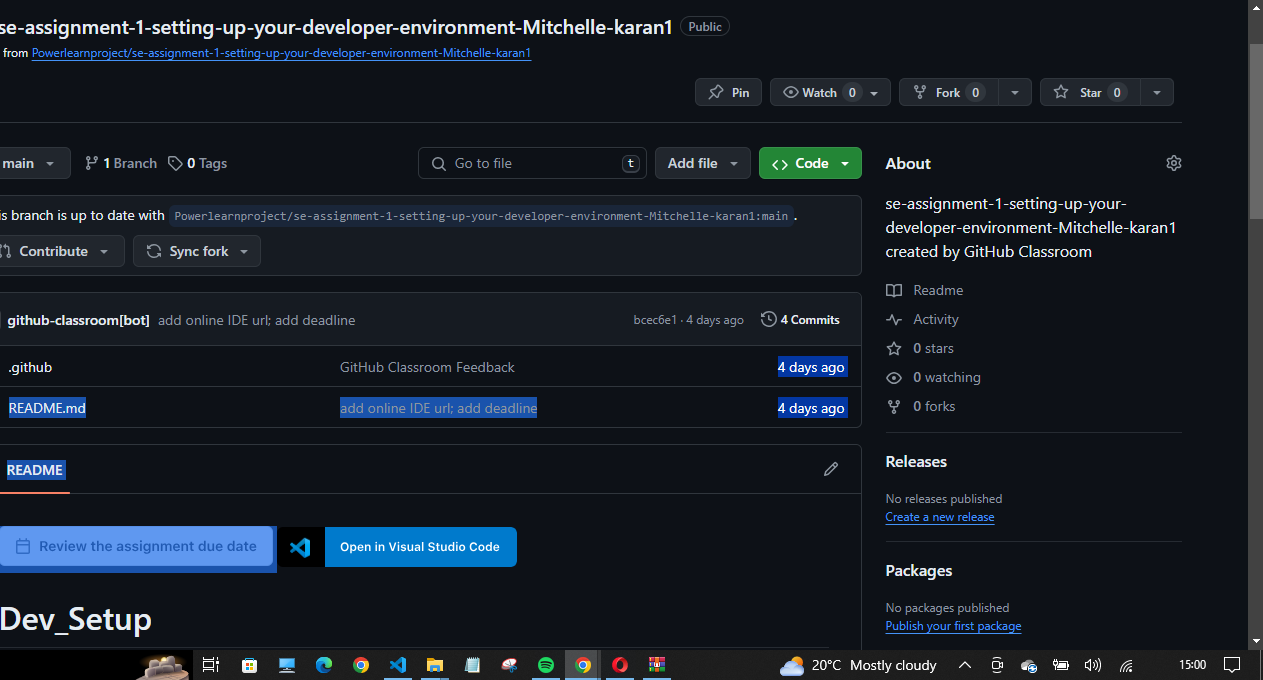 se-assignment-1-setting-up-your-developer-environment-Mitchelle-karan1 Public
from Powerlearnproject/se-assignment-1-setting-up-your-developer-environment-Mitchelle-karan1
Pin Watch 0 Fork 0 Star 0
main 1 Branch 0 Tags Go to file t Add file Code
is branch is up to date with Powerlearnproject/se-assignment-1-setting-up-your-developer-environment-Mitchelle-karan1:main .
Contribute Sync fork
github-classroom[bot] add online IDE url; add deadline bcec6e1 · 4 days ago 4 Commits
.github GitHub Classroom Feedback 4 days ago
README.md add online IDE url; add deadline 4 days ago
README
Review the assignment due date Open in Visual Studio Code
Dev_Setup
About
se-assignment-1-setting-up-your-
developer-environment-Mitchelle-karan1
created by GitHub Classroom
Readme
Activity
0 stars
0 watching
0 forks
Releases
No releases published
Create a new release
Packages
No packages published
Publish your first package
20°C Mostly cloudy 15:00